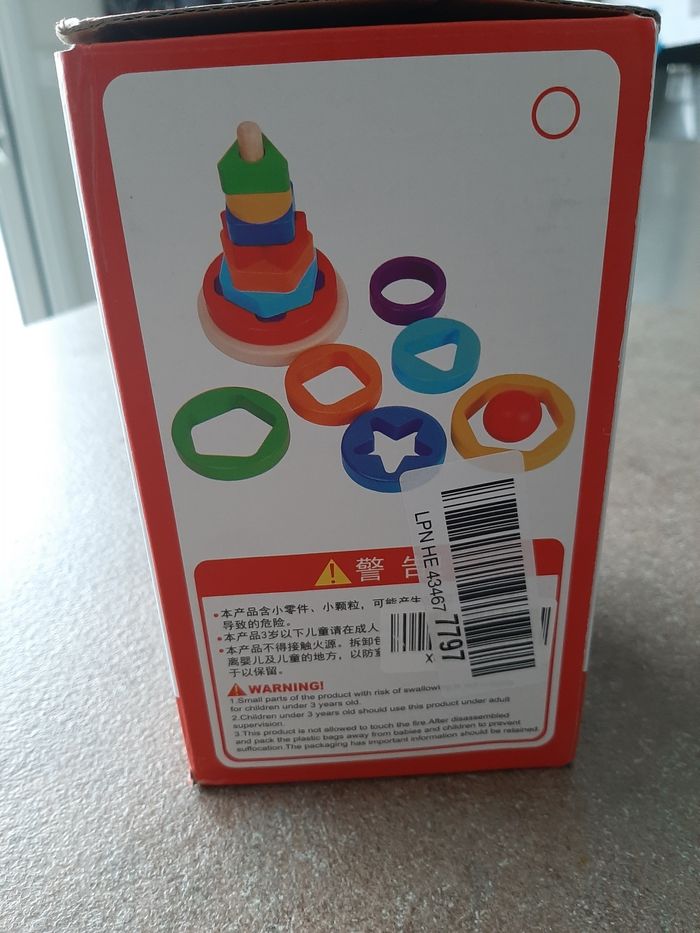 警 告
•本产品含小零件、小颗粒，可能产生
导致的危险。
•本产品3岁以下儿童请在成人
•本产品不得接触火源。拆卸包
离婴儿及儿童的地方，以防窒
于以保留。
WARNING!
1.Small parts of the product with risk of swallowi
for children under 3 years old.
2.Children under 3 years old should use this product under adult
supervision.
3.This product is not allowed to touch the fire.After disassembled
and pack the plastic bags away from babies and children to prevent
suffocation.The packaging has important information should be retained.
LPNHE434677797
X